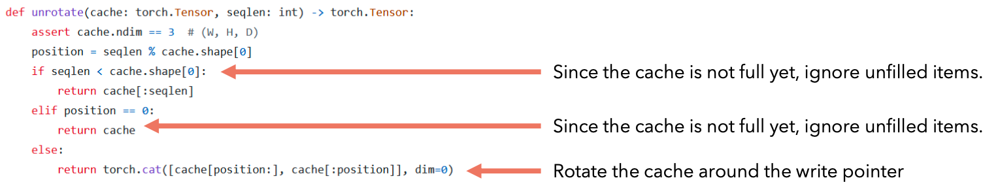 def unrotate(cache: torch.Tensor, seqlen: int) -> torch.Tensor:
    assert cache.ndim == 3  # (W, H, D)
    position = seqlen % cache.shape[0]
    if seqlen < cache.shape[0]: Since the cache is not full yet, ignore unfilled items.
        return cache[:seqlen]
    elif position == 0:
        return cache Since the cache is not full yet, ignore unfilled items.
    else:
        return torch.cat([cache[position:], cache[:position]], dim=0) Rotate the cache around the write pointer